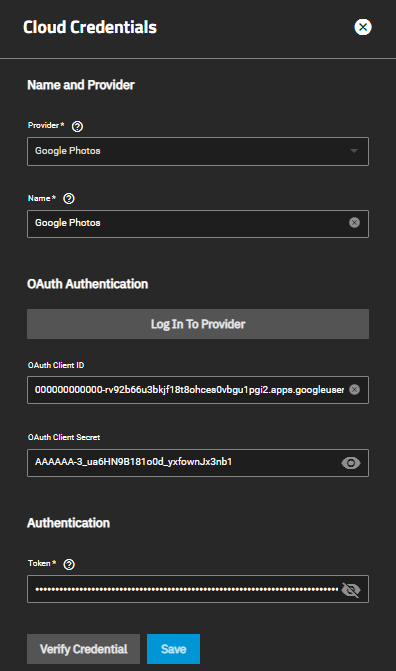 Cloud Credentials
Name and Provider
Provider *
Google Photos
Name *
Google Photos
OAuth Authentication
Log In To Provider
OAuth Client ID
000000000000-rv92b66u3bkjf18t8ohces0vbgu1pgi2.apps.googleuser
OAuth Client Secret
AAAAAA-3_ua6HN9B181o0d_yxfownJx3nb1
Authentication
Token *
Verify Credential
Save